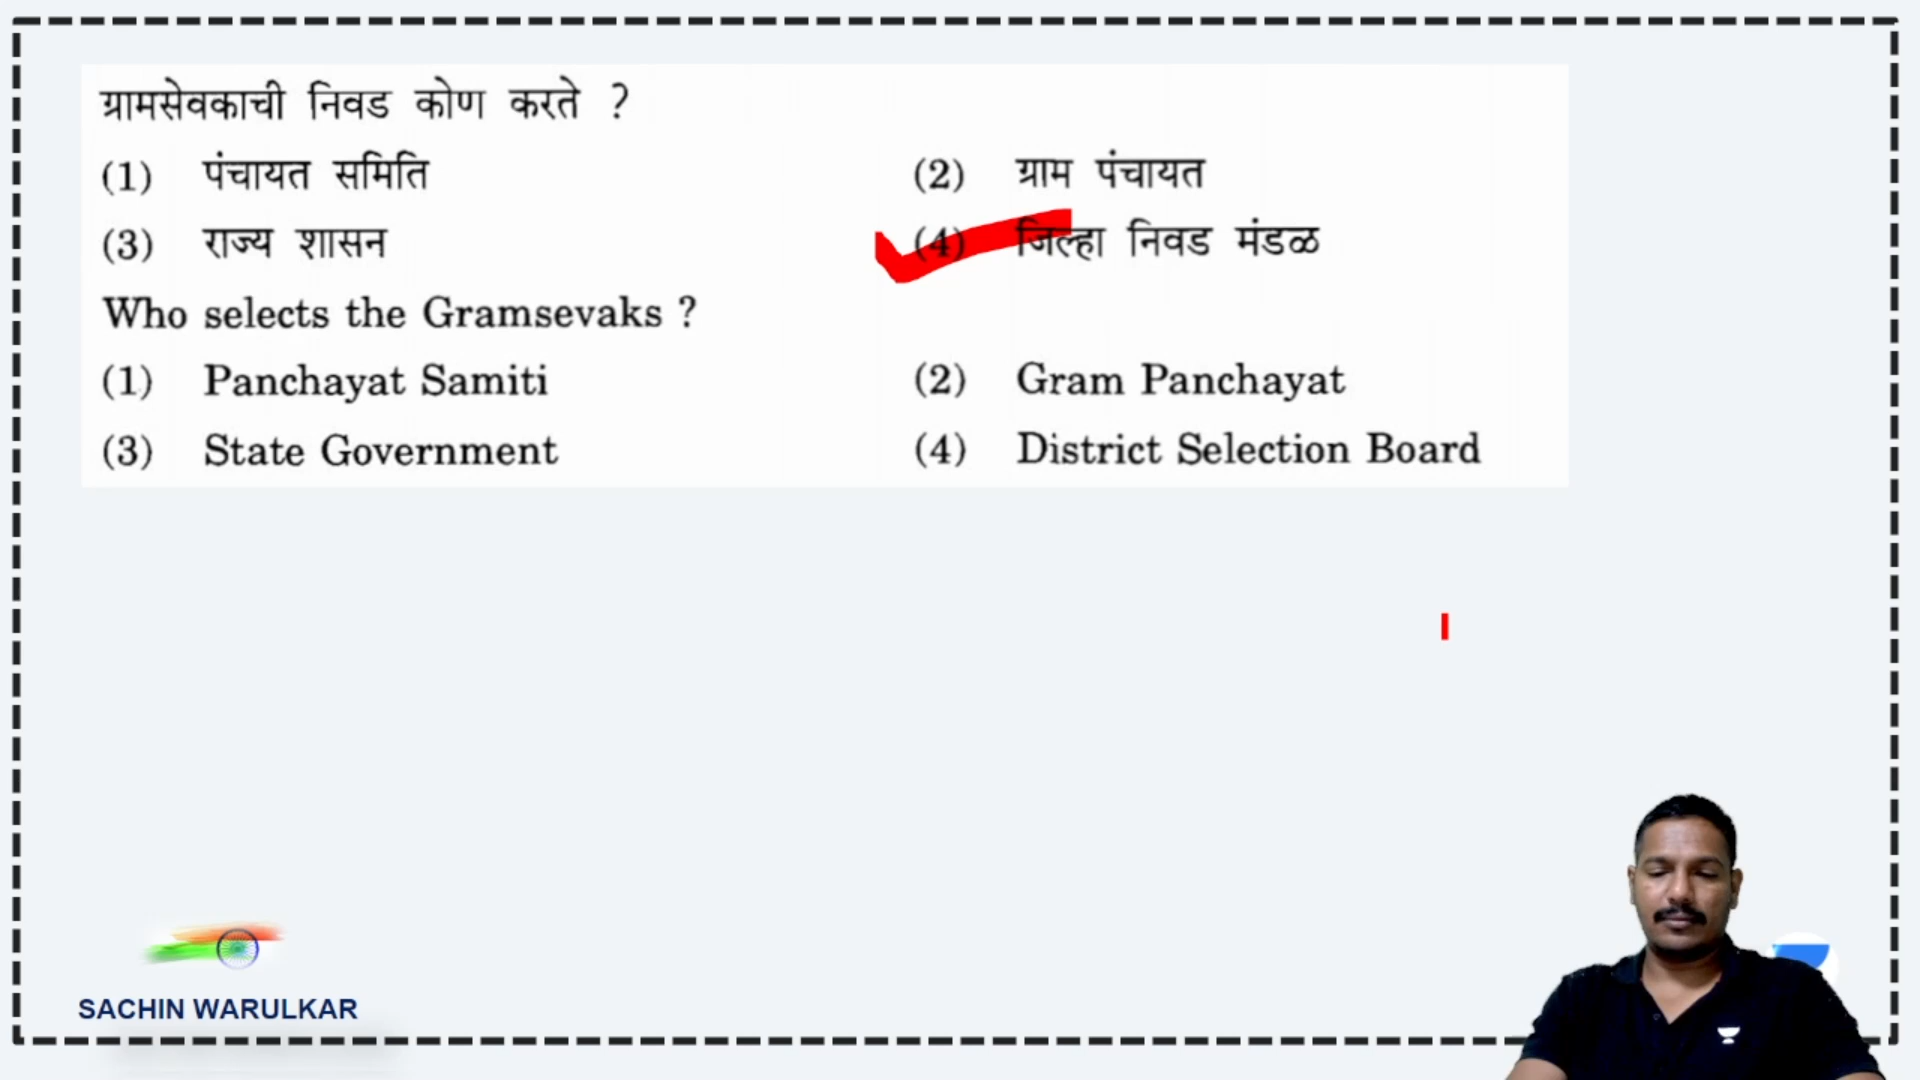 ग्रामसेवकाची निवड कोण करते ?
(1) पंचायत समिति (2) ग्राम पंचायत
(3) राज्य शासन (4) जिल्हा निवड मंडळ
Who selects the Gramsevaks ?
(1) Panchayat Samiti (2) Gram Panchayat
(3) State Government (4) District Selection Board
SACHIN WARULKAR